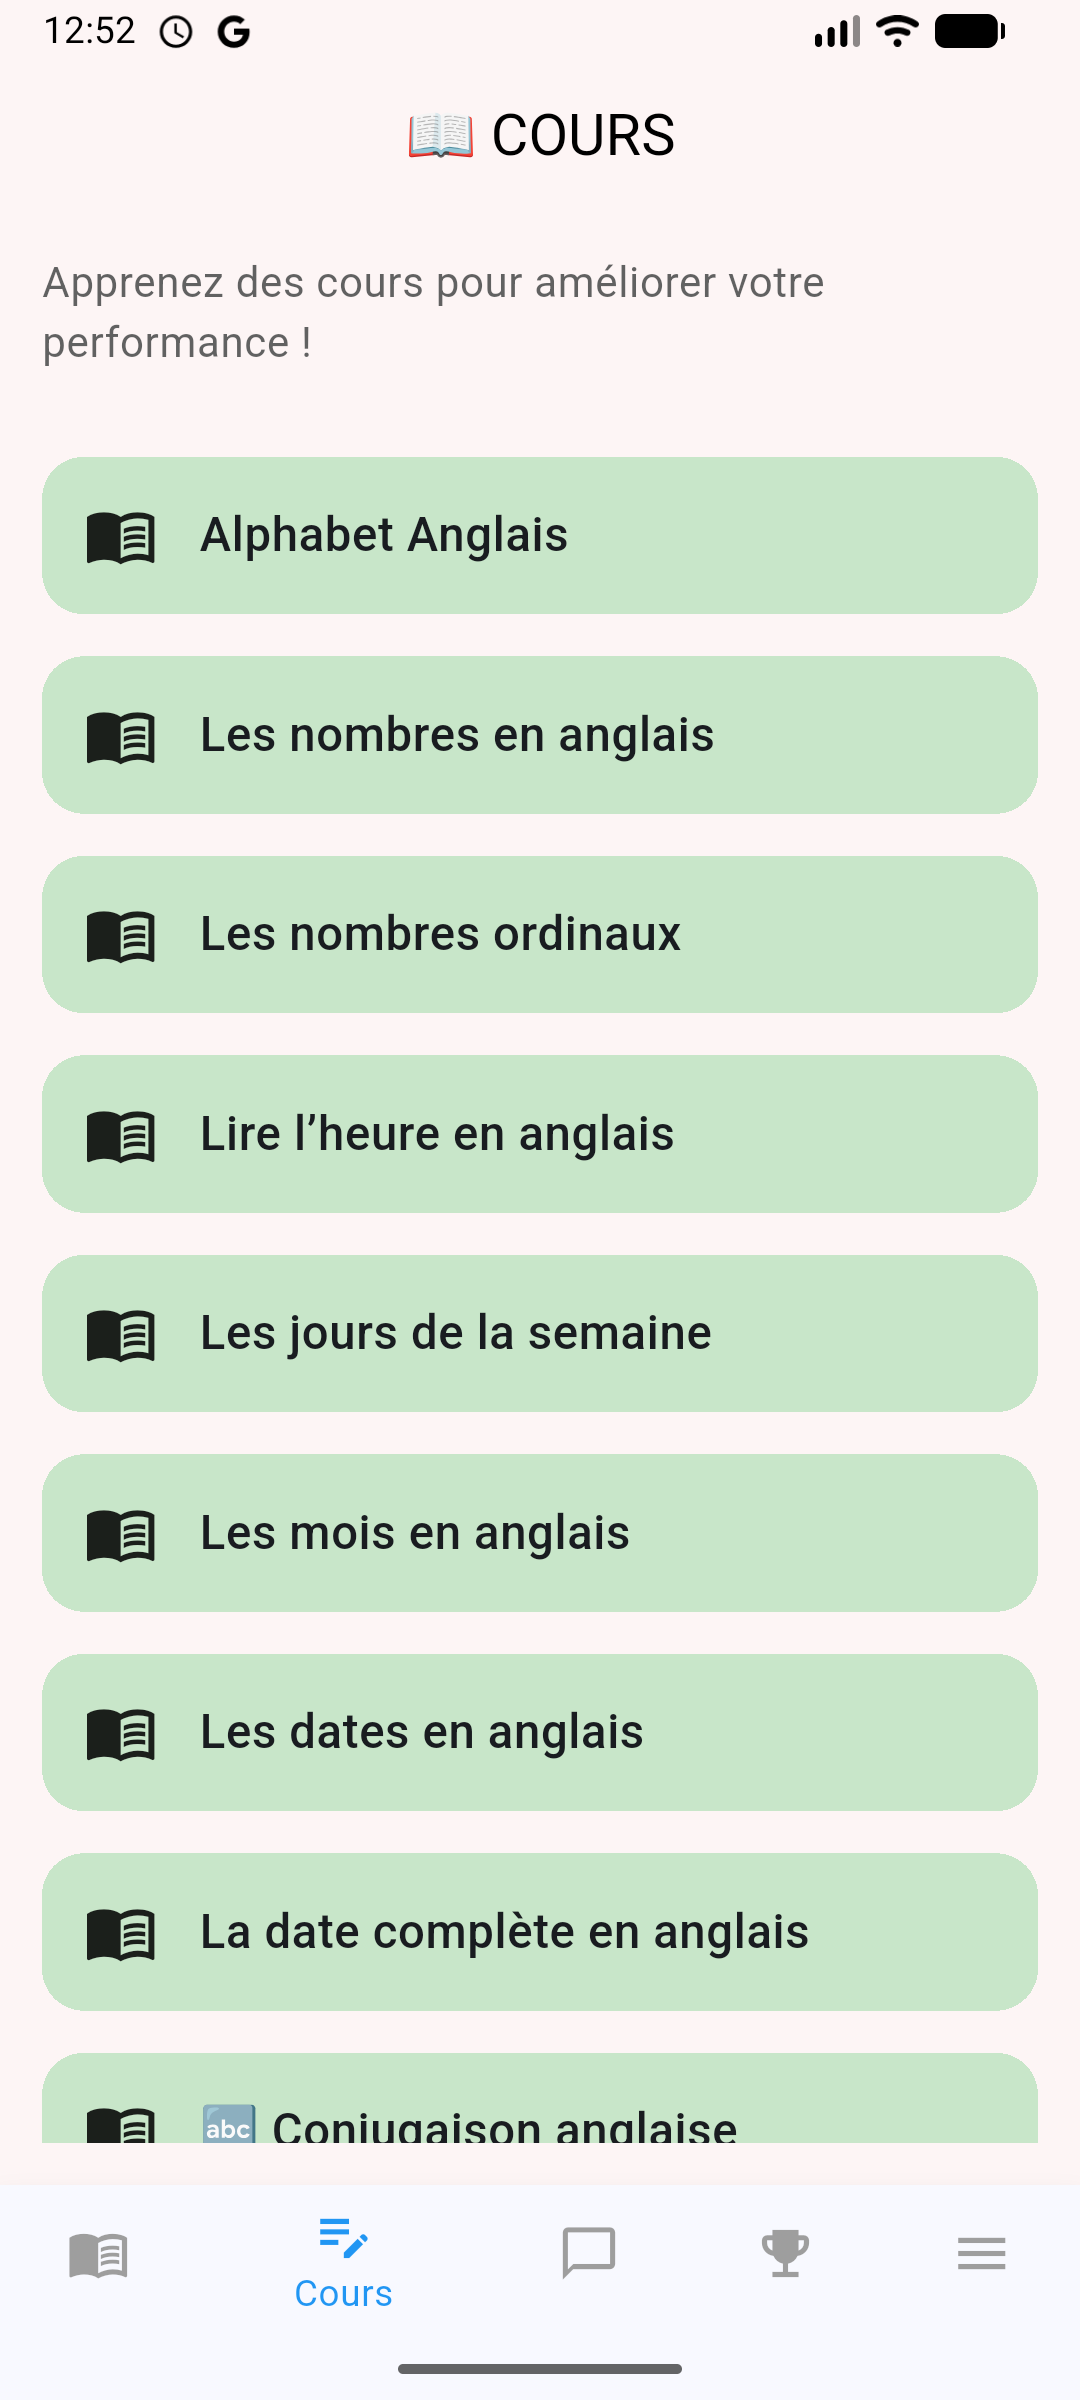 12:52
📖 COURS
Apprenez des cours pour améliorer votre
performance !
Alphabet Anglais
Les nombres en anglais
Les nombres ordinaux
Lire l’heure en anglais
Les jours de la semaine
Les mois en anglais
Les dates en anglais
La date complète en anglais
🔤 Conjugaison anglaise
Cours